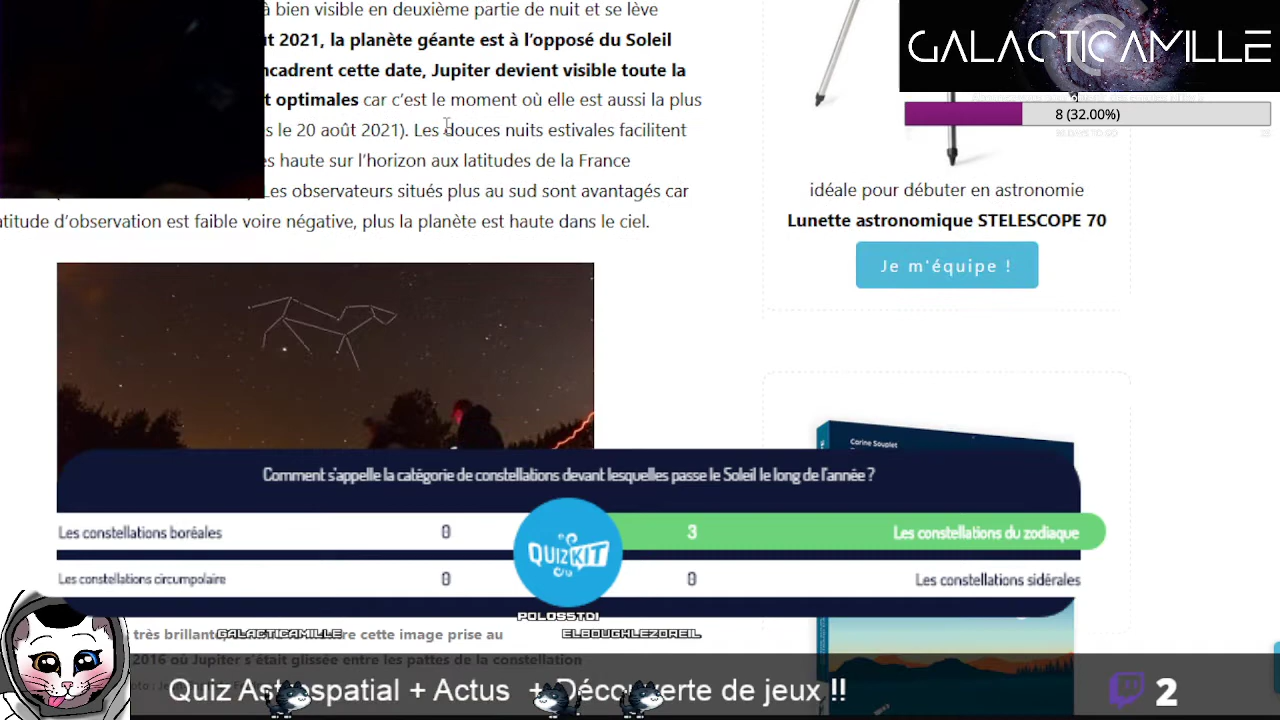 à bien visible en deuxième partie de nuit et se lève
t 2021, la planète géante est à l'opposé du Soleil
ncadrent cette date, Jupiter devient visible toute la
t optimales car c'est le moment où elle est aussi la plus
s le 20 août 2021). Les douces nuits estivales facilitent
s haute sur l'horizon aux latitudes de la France
Les observateurs situés plus au sud sont avantagés car
atitude d'observation est faible voire négative, plus la planète est haute dans le ciel.
GALACTICAMILLE
8 (32.00%)
idéale pour débuter en astronomie
Lunette astronomique STELESCOPE 70
Je m'équipe !
Carine Souplet
Comment s'appelle la catégorie de constellations devant lesquelles passe le Soleil le long de l'année ?
Les constellations boréales 0 3 Les constellations du zodiaque
QUIZKIT
Les constellations circumpolaire 0 0 Les constellations sidérales
POLOSSTDI
GALACTICAMILLE ELBOUGHLEZOREIL
très brillante re cette image prise au
2016 où Jupiter s'était glissée entre les pattes de la constellation
Quiz Astrospatial + Actus + Découverte de jeux !! 2